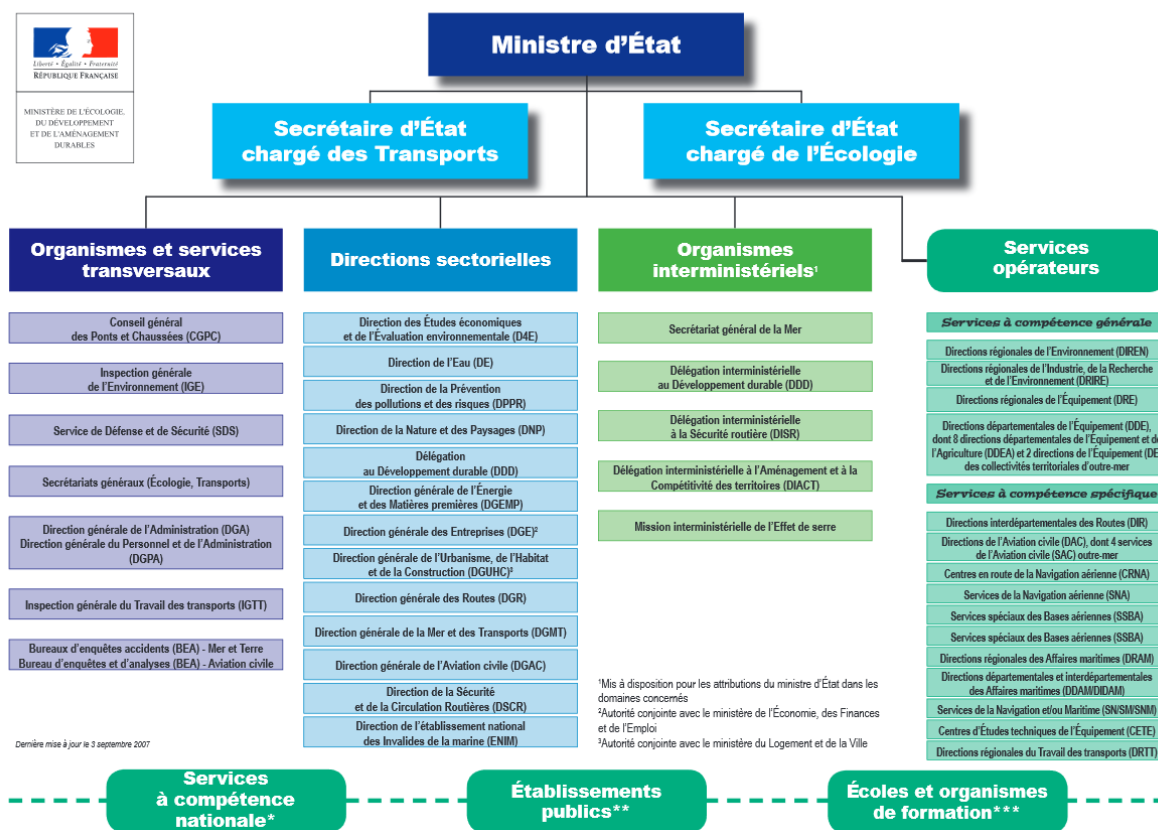 Liberté • Égalité • Fraternité
RÉPUBLIQUE FRANÇAISE
MINISTÈRE DE L'ÉCOLOGIE,
DU DÉVELOPPEMENT
ET DE L'AMÉNAGEMENT
DURABLES
Ministre d'État
Secrétaire d'État
chargé des Transports
Secrétaire d'État
chargé de l'Écologie
Organismes et services
transversaux
Conseil général
des Ponts et Chaussées (CGPC)
Inspection générale
de l'Environnement (IGE)
Service de Défense et de Sécurité (SDS)
Secrétariats généraux (Écologie, Transports)
Direction générale de l'Administration (DGA)
Direction générale du Personnel et de l'Administration
(DGPA)
Inspection générale du Travail des transports (IGTT)
Bureaux d'enquêtes accidents (BEA) - Mer et Terre
Bureau d'enquêtes et d'analyses (BEA) - Aviation civile
Dernière mise à jour le 3 septembre 2007
Directions sectorielles
Direction des Études économiques
et de l'Évaluation environnementale (D4E)
Direction de l'Eau (DE)
Direction de la Prévention
des pollutions et des risques (DPPR)
Direction de la Nature et des Paysages (DNP)
Délégation
au Développement durable (DDD)
Direction générale de l'Énergie
et des Matières premières (DGEMP)
Direction générale des Entreprises (DGE)²
Direction générale de l'Urbanisme, de l'Habitat
et de la Construction (DGUHC)³
Direction générale des Routes (DGR)
Direction générale de la Mer et des Transports (DGMT)
Direction générale de l'Aviation civile (DGAC)
Direction de la Sécurité
et de la Circulation Routières (DSCR)
Direction de l'établissement national
des Invalides de la marine (ENIM)
Organismes
interministériels¹
Secrétariat général de la Mer
Délégation interministérielle
au Développement durable (DDD)
Délégation interministérielle
à la Sécurité routière (DISR)
Délégation interministérielle à l'Aménagement et à la
Compétitivité des territoires (DIACT)
Mission interministérielle de l'Effet de serre
¹Mis à disposition pour les attributions du ministre d'État dans les
domaines concernés
²Autorité conjointe avec le ministère de l'Économie, des Finances
et de l'Emploi
³Autorité conjointe avec le ministère du Logement et de la Ville
Services
opérateurs
Services à compétence générale
Directions régionales de l'Environnement (DIREN)
Directions régionales de l'Industrie, de la Recherche
et de l'Environnement (DRIRE)
Directions régionales de l'Équipement (DRE)
Directions départementales de l'Équipement (DDE),
dont 8 directions départementales de l'Équipement et de
l'Agriculture (DDEA) et 2 directions de l'Équipement (DE
des collectivités territoriales d'outre-mer
Services à compétence spécifique
Directions interdépartementales des Routes (DIR)
Directions de l'Aviation civile (DAC), dont 4 services
de l'Aviation civile (SAC) outre-mer
Centres en route de la Navigation aérienne (CRNA)
Services de la Navigation aérienne (SNA)
Services spéciaux des Bases aériennes (SSBA)
Services spéciaux des Bases aériennes (SSBA)
Directions régionales des Affaires maritimes (DRAM)
Directions départementales et interdépartementales
des Affaires maritimes (DDAM/DIDAM)
Services de la Navigation et/ou Maritime (SN/SM/SNM)
Centres d'Études techniques de l'Équipement (CETE)
Directions régionales du Travail des transports (DRTT)
Services
à compétence
nationale*
Établissements
publics**
Écoles et organismes
de formation***